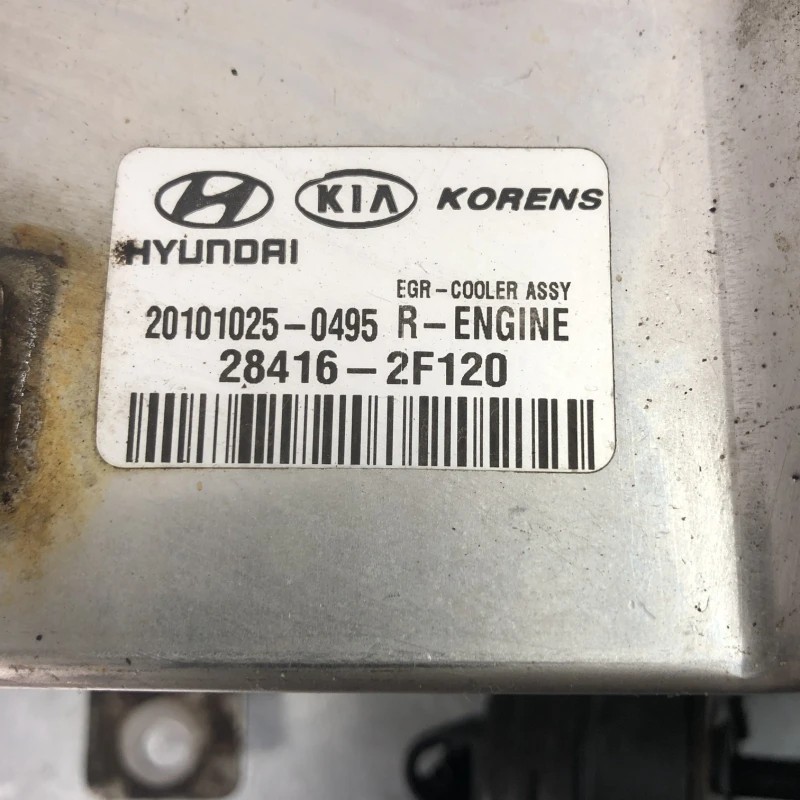 KIA KORENS
HYUNDAI
EGR-COOLER ASSY
20101025-0495 R-ENGINE
28416-2F120